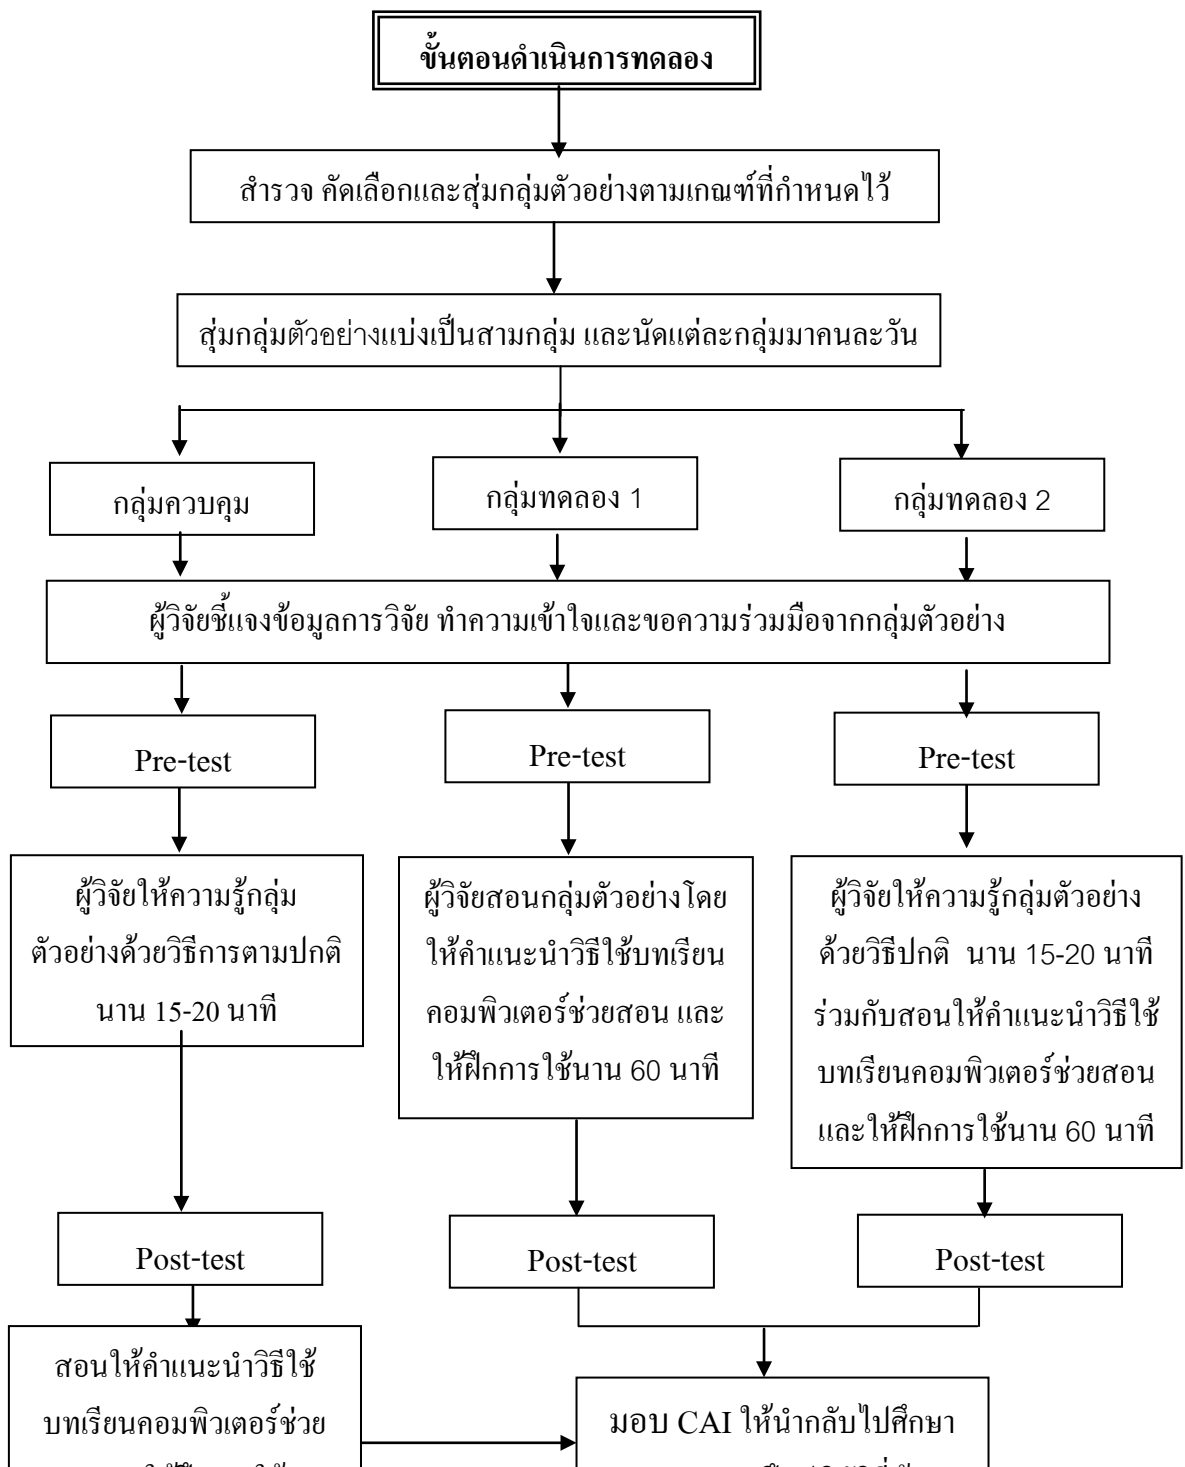 ขั้นตอนดำเนินการทดลอง
สำรวจ คัดเลือกและสุ่มกลุ่มตัวอย่างตามเกณฑ์ที่กำหนดไว้
สุ่มกลุ่มตัวอย่างแบ่งเป็นสามกลุ่ม และนัดแต่ละกลุ่มมาคนละวัน
กลุ่มควบคุม
กลุ่มทดลอง 1
กลุ่มทดลอง 2
ผู้วิจัยชี้แจงข้อมูลการวิจัย ทำความเข้าใจและขอความร่วมมือจากกลุ่มตัวอย่าง
Pre-test
Pre-test
Pre-test
ผู้วิจัยให้ความรู้กลุ่ม
ตัวอย่างด้วยวิธีการตามปกติ
นาน 15-20 นาที
ผู้วิจัยสอนกลุ่มตัวอย่างโดย
ให้คำแนะนำวิธีใช้บทเรียน
คอมพิวเตอร์ช่วยสอน และ
ให้ฝึกการใช้นาน 60 นาที
ผู้วิจัยให้ความรู้กลุ่มตัวอย่าง
ด้วยวิธีปกติ นาน 15-20 นาที
ร่วมกับสอนให้คำแนะนำวิธีใช้
บทเรียนคอมพิวเตอร์ช่วยสอน
และให้ฝึกการใช้นาน 60 นาที
Post-test
Post-test
Post-test
สอนให้คำแนะนำวิธีใช้
บทเรียนคอมพิวเตอร์ช่วย
มอบ CAI ให้นำกลับไปศึกษา